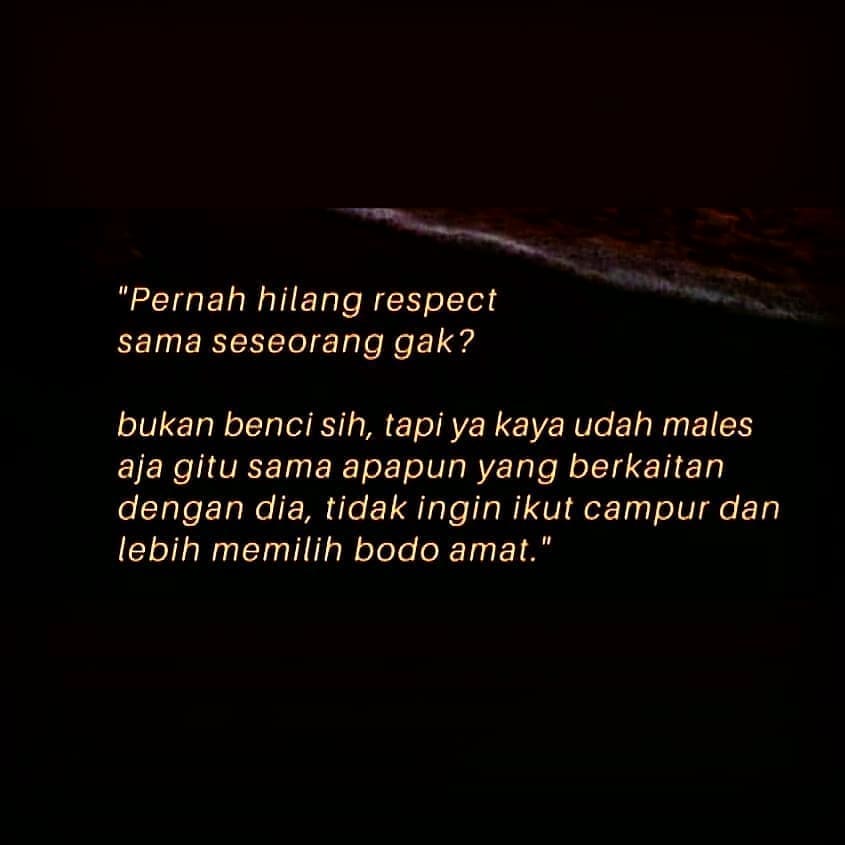 "Pernah hilang respect
sama seseorang gak?
bukan benci sih, tapi ya kaya udah males
aja gitu sama apapun yang berkaitan
dengan dia, tidak ingin ikut campur dan
lebih memilih bodo amat."